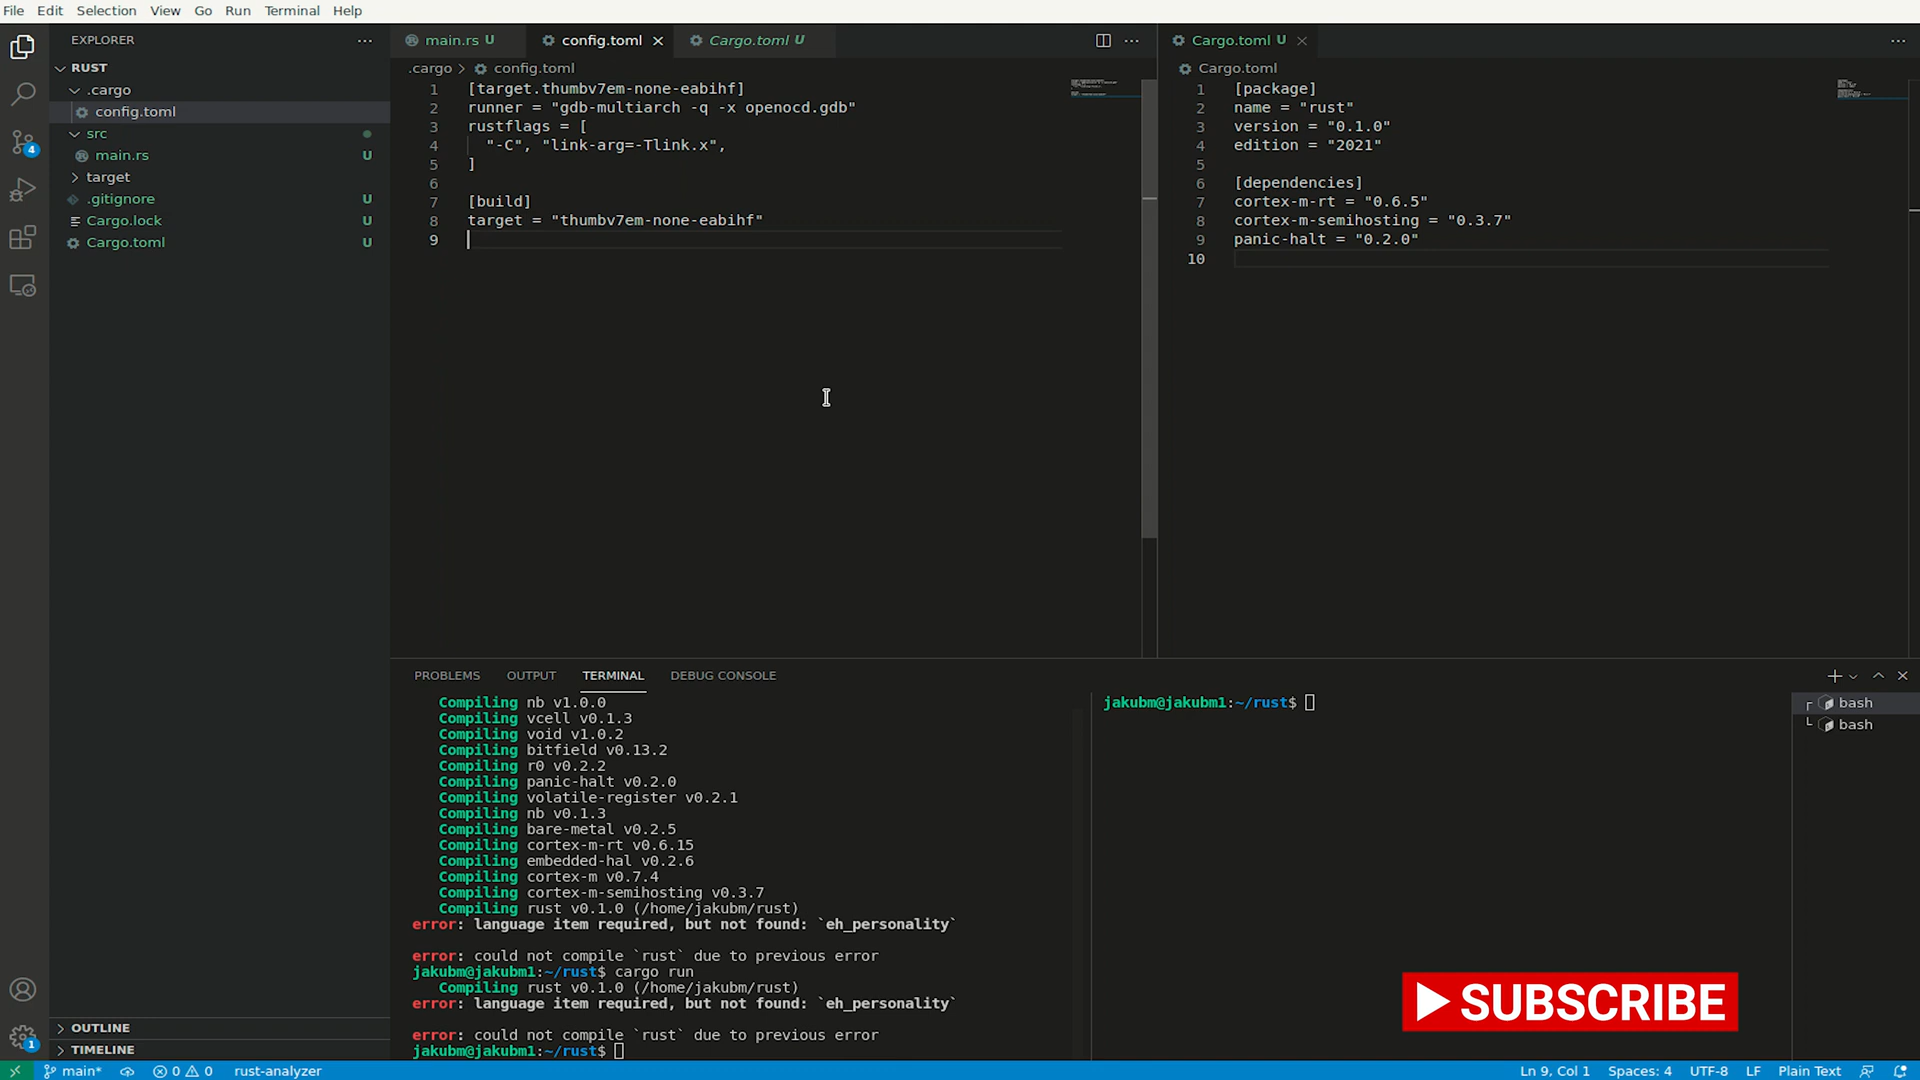 File Edit Selection View Go Run Terminal Help
EXPLORER
RUST
.cargo
config.toml
src
main.rs U
target
.gitignore U
Cargo.lock U
Cargo.toml U
OUTLINE
TIMELINE
main.rs U config.toml Cargo.toml U
.cargo > config.toml
1 [target.thumbv7em-none-eabihf]
2 runner = "gdb-multiarch -q -x openocd.gdb"
3 rustflags = [
4 "-C", "link-arg=-Tlink.x",
5 ]
6
7 [build]
8 target = "thumbv7em-none-eabihf"
9
Cargo.toml U
Cargo.toml
1 [package]
2 name = "rust"
3 version = "0.1.0"
4 edition = "2021"
5
6 [dependencies]
7 cortex-m-rt = "0.6.5"
8 cortex-m-semihosting = "0.3.7"
9 panic-halt = "0.2.0"
10
PROBLEMS OUTPUT TERMINAL DEBUG CONSOLE
Compiling nb v1.0.0
Compiling vcell v0.1.3
Compiling void v1.0.2
Compiling bitfield v0.13.2
Compiling r0 v0.2.2
Compiling panic-halt v0.2.0
Compiling volatile-register v0.2.1
Compiling nb v0.1.3
Compiling bare-metal v0.2.5
Compiling cortex-m-rt v0.6.15
Compiling embedded-hal v0.2.6
Compiling cortex-m v0.7.4
Compiling cortex-m-semihosting v0.3.7
Compiling rust v0.1.0 (/home/jakubm/rust)
error: language item required, but not found: `eh_personality`
error: could not compile `rust` due to previous error
jakubm@jakubm1:~/rust$ cargo run
Compiling rust v0.1.0 (/home/jakubm/rust)
error: language item required, but not found: `eh_personality`
error: could not compile `rust` due to previous error
jakubm@jakubm1:~/rust$
jakubm@jakubm1:~/rust$
bash
bash
SUBSCRIBE
4
1
main* 0 0 rust-analyzer
Ln 9, Col 1 Spaces: 4 UTF-8 LF Plain Text